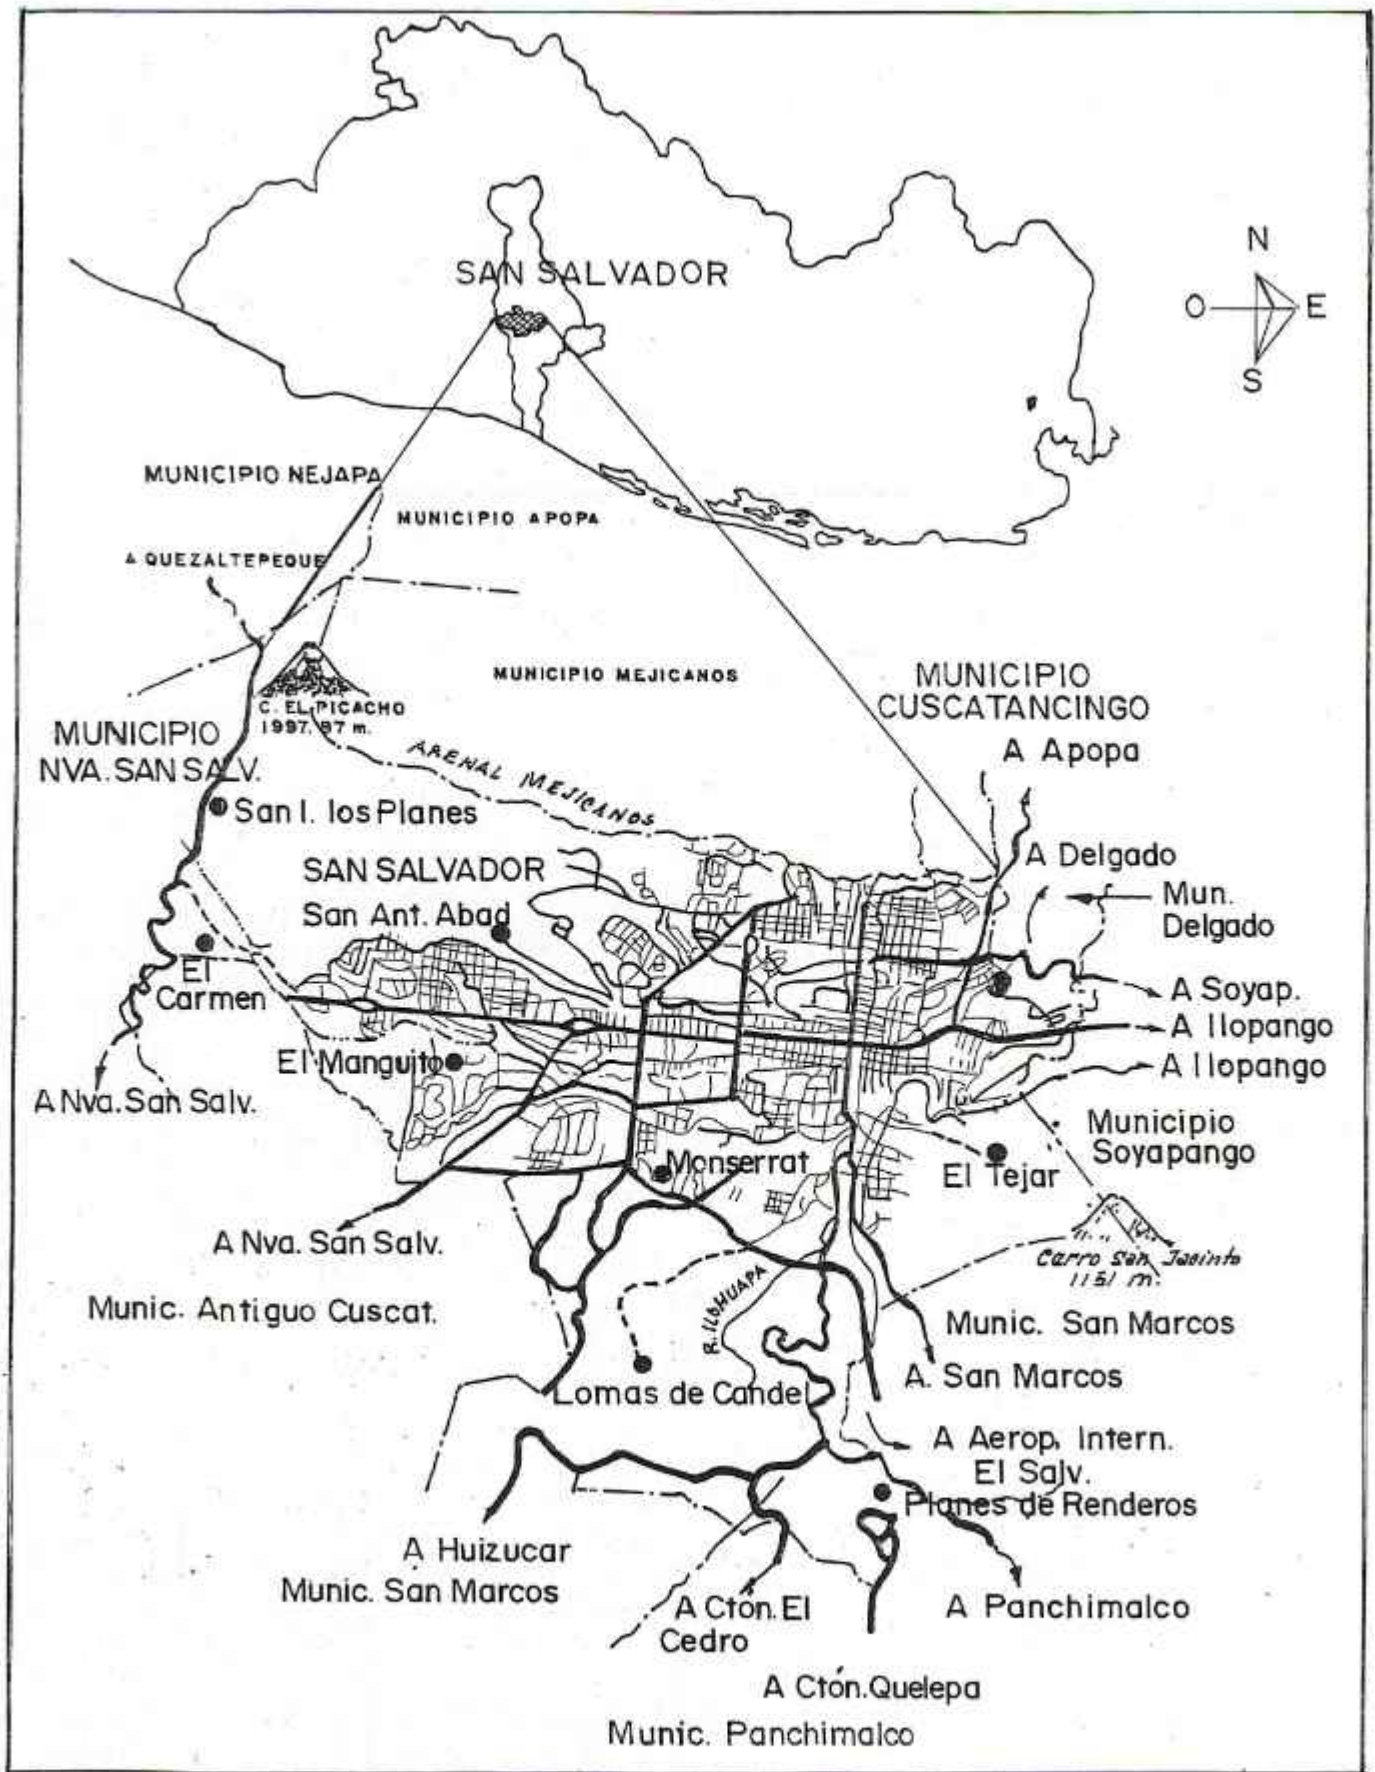 SAN SALVADOR
N
O
E
S
MUNICIPIO NEJAPA
MUNICIPIO APOPA
A QUEZALTEPEQUE
MUNICIPIO MEJICANOS
C. EL PICACHO
1997.97 m.
MUNICIPIO
NVA. SAN SALV.
MUNICIPIO
CUSCATANCINGO
A Apopa
ARENAL MEJICANOS
San I. los Planes
A Delgado
Mun.
Delgado
SAN SALVADOR
San Ant. Abad
El
Carmen
A Soyap.
A Ilopango
A Ilopango
El Manguito
A Nva. San Salv.
Municipio
Soyapango
Monserrat
El Tejar
A Nva. San Salv.
Cerro San Jacinto
1151 m.
R. ILOHUAPA
Munic. Antiguo Cuscat.
Munic. San Marcos
A. San Marcos
Lomas de Candel
A Aerop. Intern.
El Salv.
Planes de Renderos
A Huizucar
Munic. San Marcos
A Ctón. El
Cedro
A Panchimalco
A Ctón. Quelepa
Munic. Panchimalco